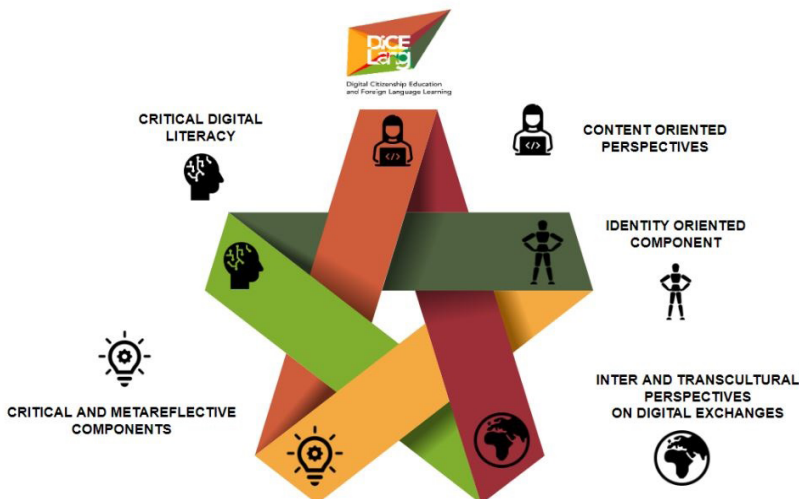 DiCE
Lang
Digital Citizenship Education
and Foreign Language Learning
CRITICAL DIGITAL
LITERACY
CONTENT ORIENTED
PERSPECTIVES
</>
</>
IDENTITY ORIENTED
COMPONENT
CRITICAL AND METAREFLECTIVE
COMPONENTS
INTER AND TRANSCULTURAL
PERSPECTIVES
ON DIGITAL EXCHANGES